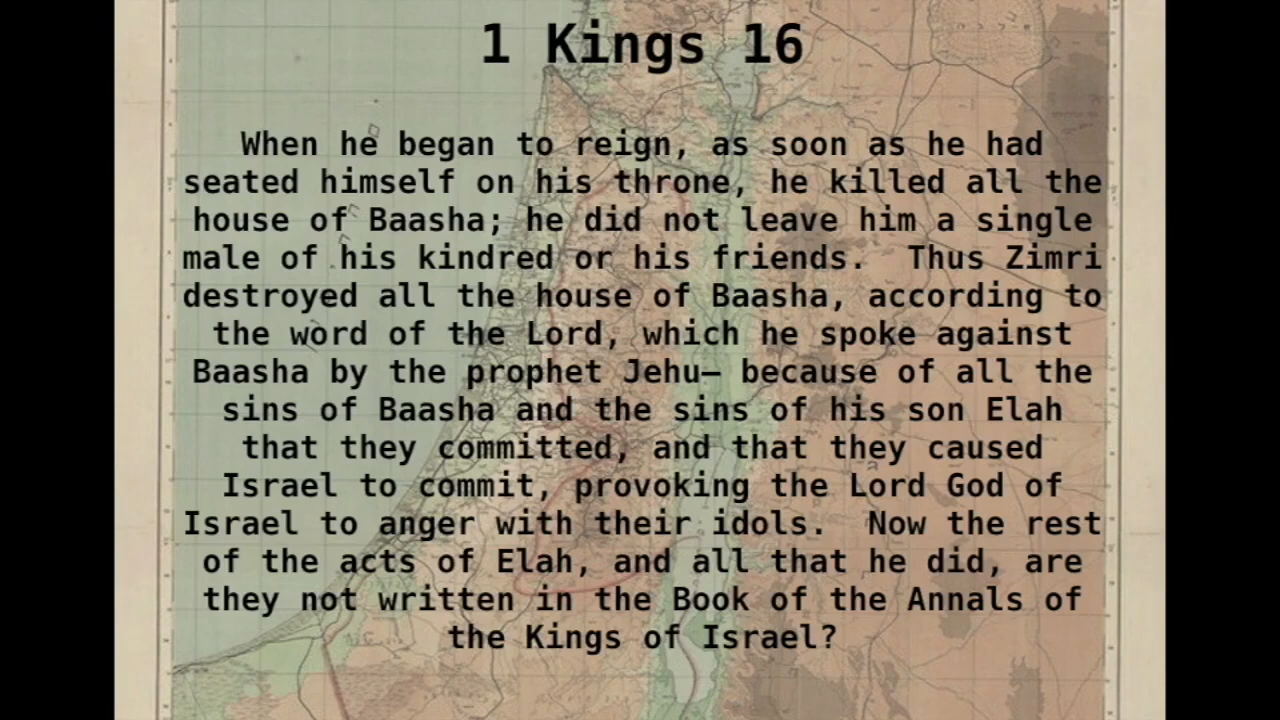 1 Kings 16
When he began to reign, as soon as he had
seated himself on his throne, he killed all the
house of Baasha; he did not leave him a single
male of his kindred or his friends.  Thus Zimri
destroyed all the house of Baasha, according to
the word of the Lord, which he spoke against
Baasha by the prophet Jehu— because of all the
sins of Baasha and the sins of his son Elah
that they committed, and that they caused
Israel to commit, provoking the Lord God of
Israel to anger with their idols.  Now the rest
of the acts of Elah, and all that he did, are
they not written in the Book of the Annals of
the Kings of Israel?